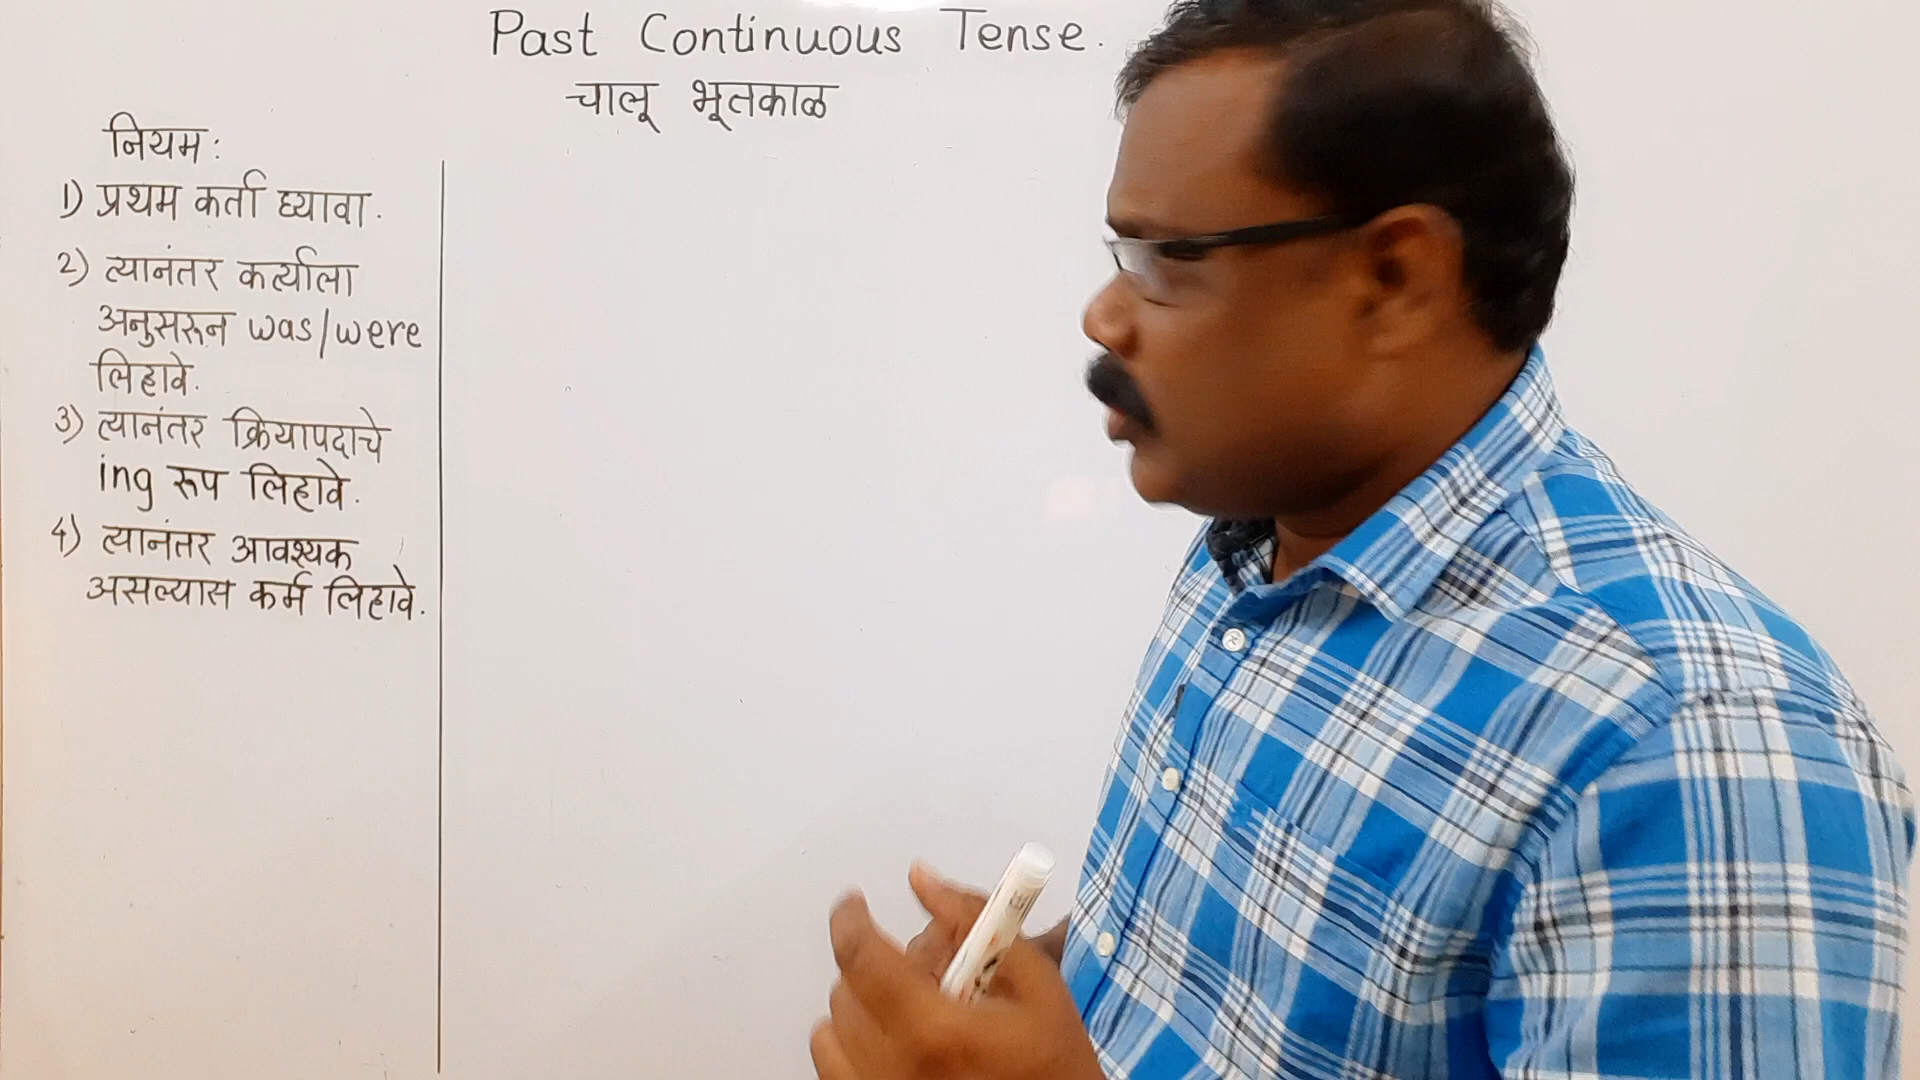 Past Continuous Tense.
चालू भूतकाळ
नियम:
1) प्रथम कर्ता घ्यावा.
2) त्यानंतर कर्त्याला
अनुसरून was/were
लिहावे.
3) त्यानंतर क्रियापदाचे
ing रूप लिहावे.
4) त्यानंतर आवश्यक
असल्यास कर्म लिहावे.